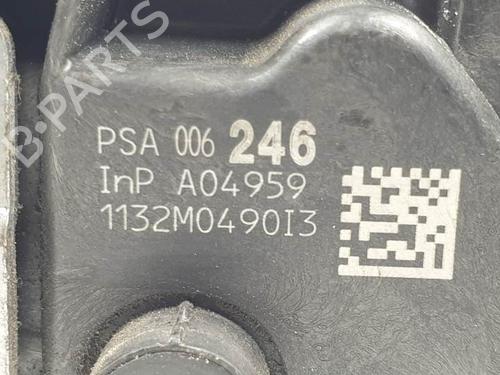 B-PARTS
PSA 006 246
InP A04959
1132M0490I3